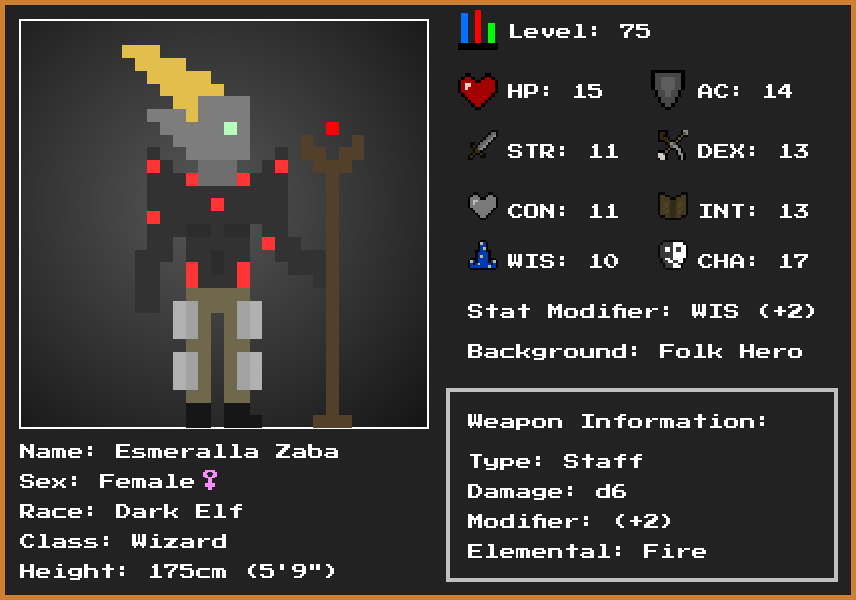 Level: 75
HP: 15 AC: 14
STR: 11 DEX: 13
CON: 11 INT: 13
WIS: 10 CHA: 17
Stat Modifier: WIS (+2)
Background: Folk Hero
Weapon Information:
Type: Staff
Damage: d6
Modifier: (+2)
Elemental: Fire
Name: Esmeralla Zaba
Sex: Female♀
Race: Dark Elf
Class: Wizard
Height: 175cm (5'9")